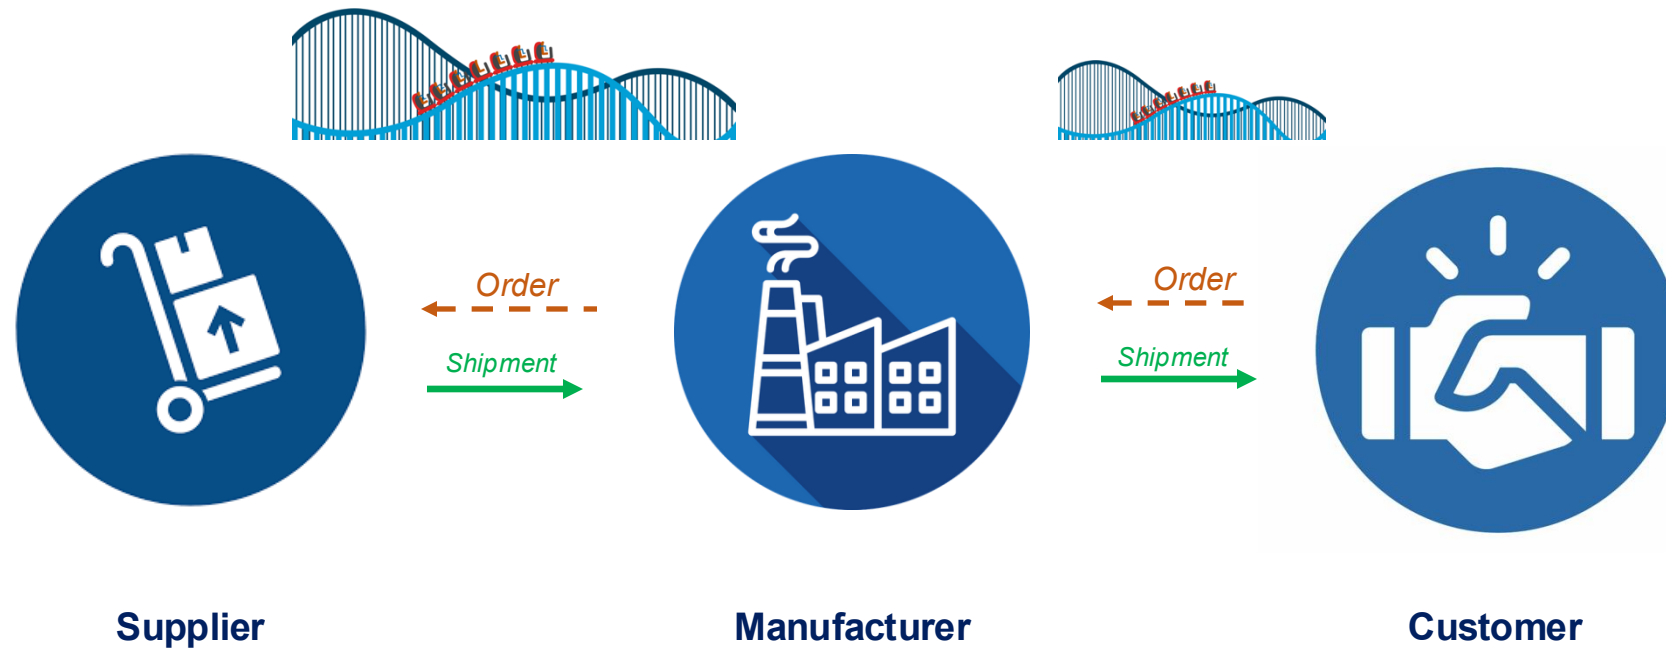 Order
Shipment
Order
Shipment
Supplier
Manufacturer
Customer